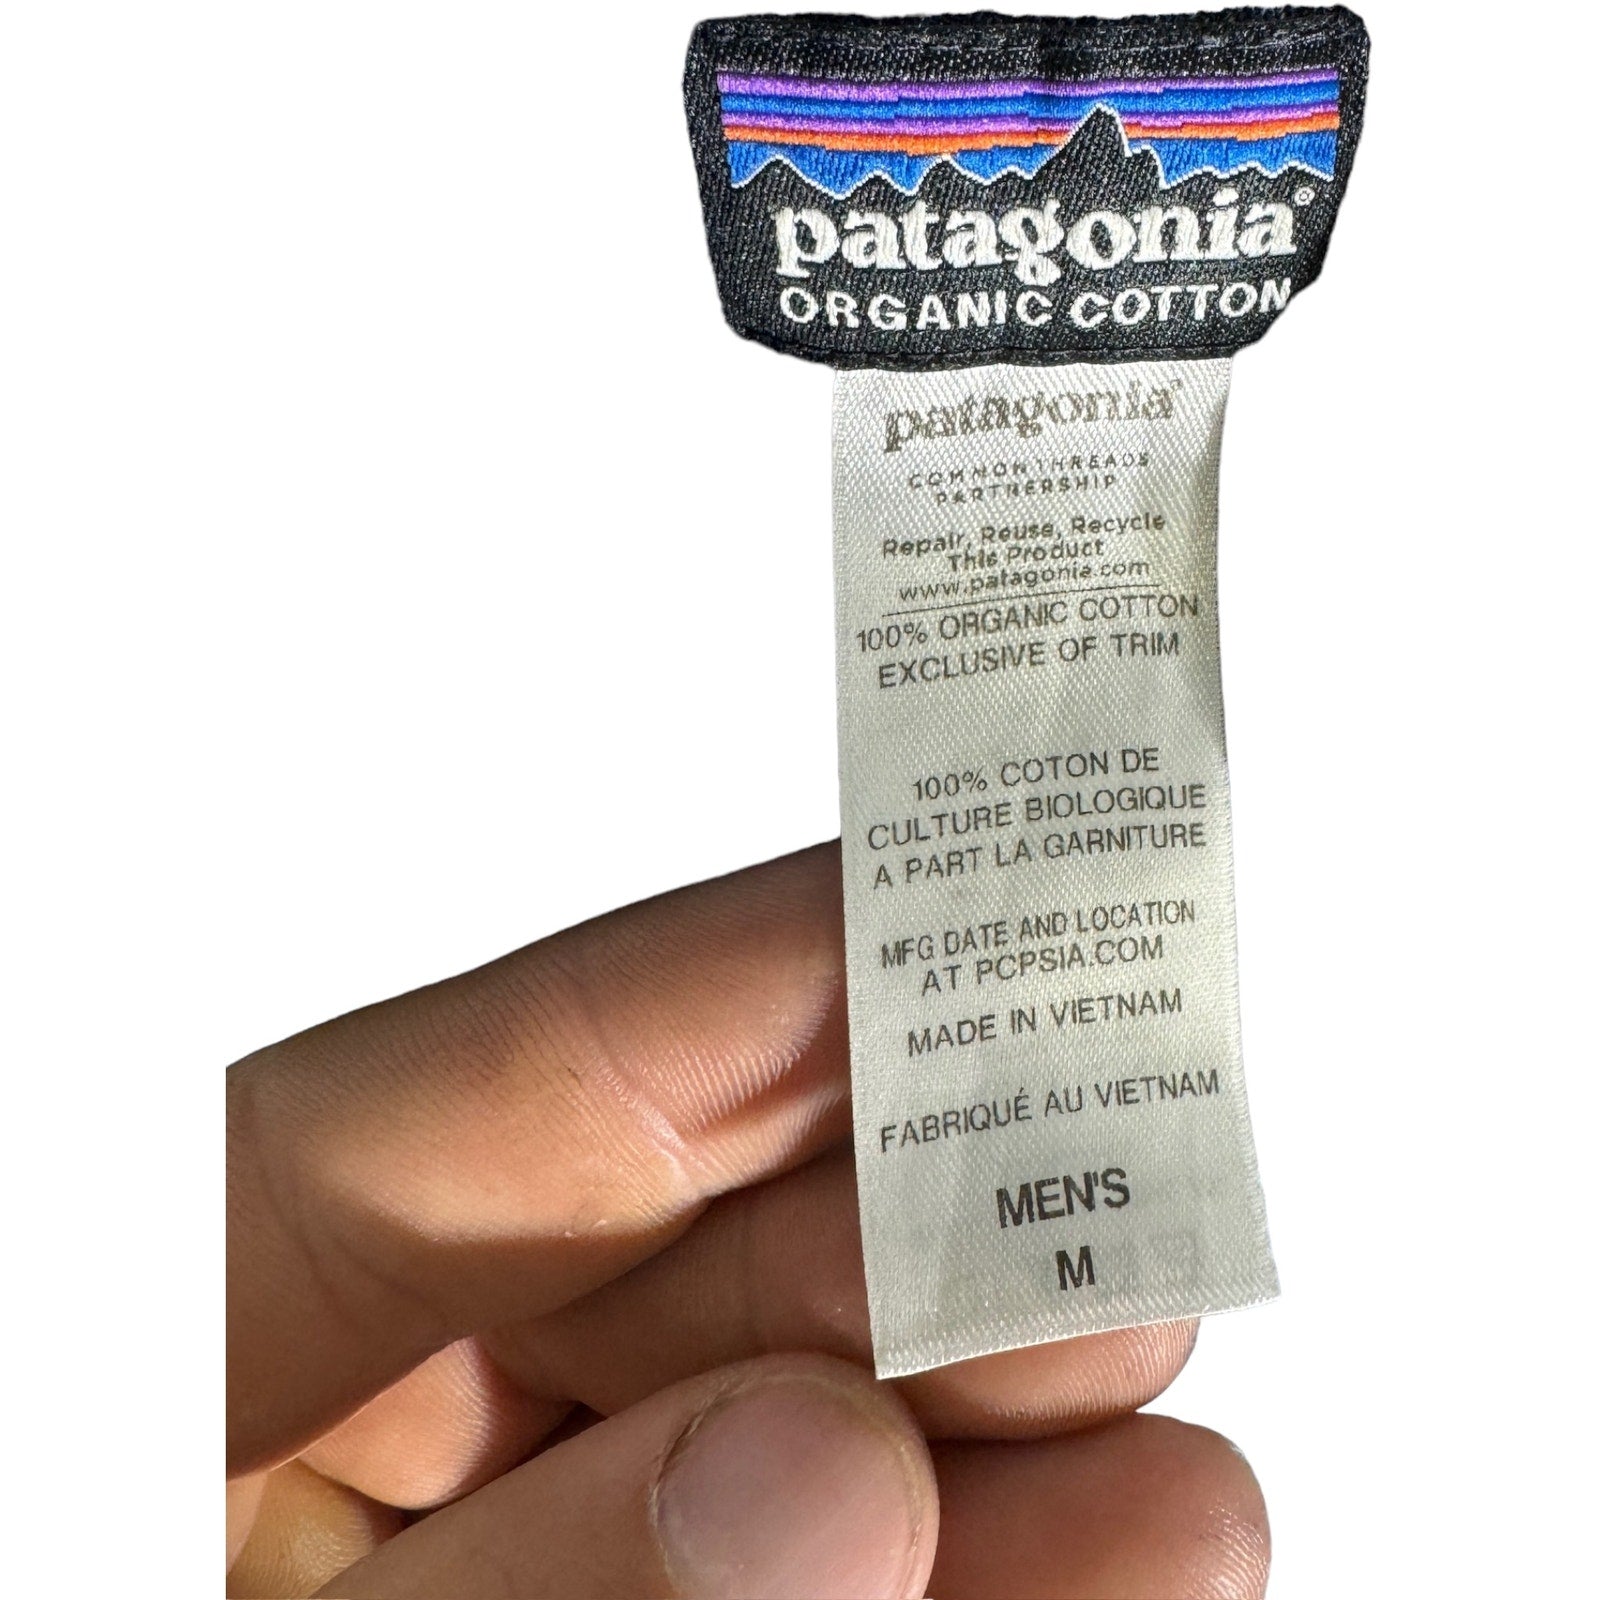 patagonia®
ORGANIC COTTON
patagonia®
COMMON THREADS
PARTNERSHIP
Repair, Reuse, Recycle
This Product
www.patagonia.com
100% ORGANIC COTTON
EXCLUSIVE OF TRIM
100% COTON DE
CULTURE BIOLOGIQUE
A PART LA GARNITURE
MFG DATE AND LOCATION
AT PCPSIA.COM
MADE IN VIETNAM
FABRIQUÉ AU VIETNAM
MEN'S
M